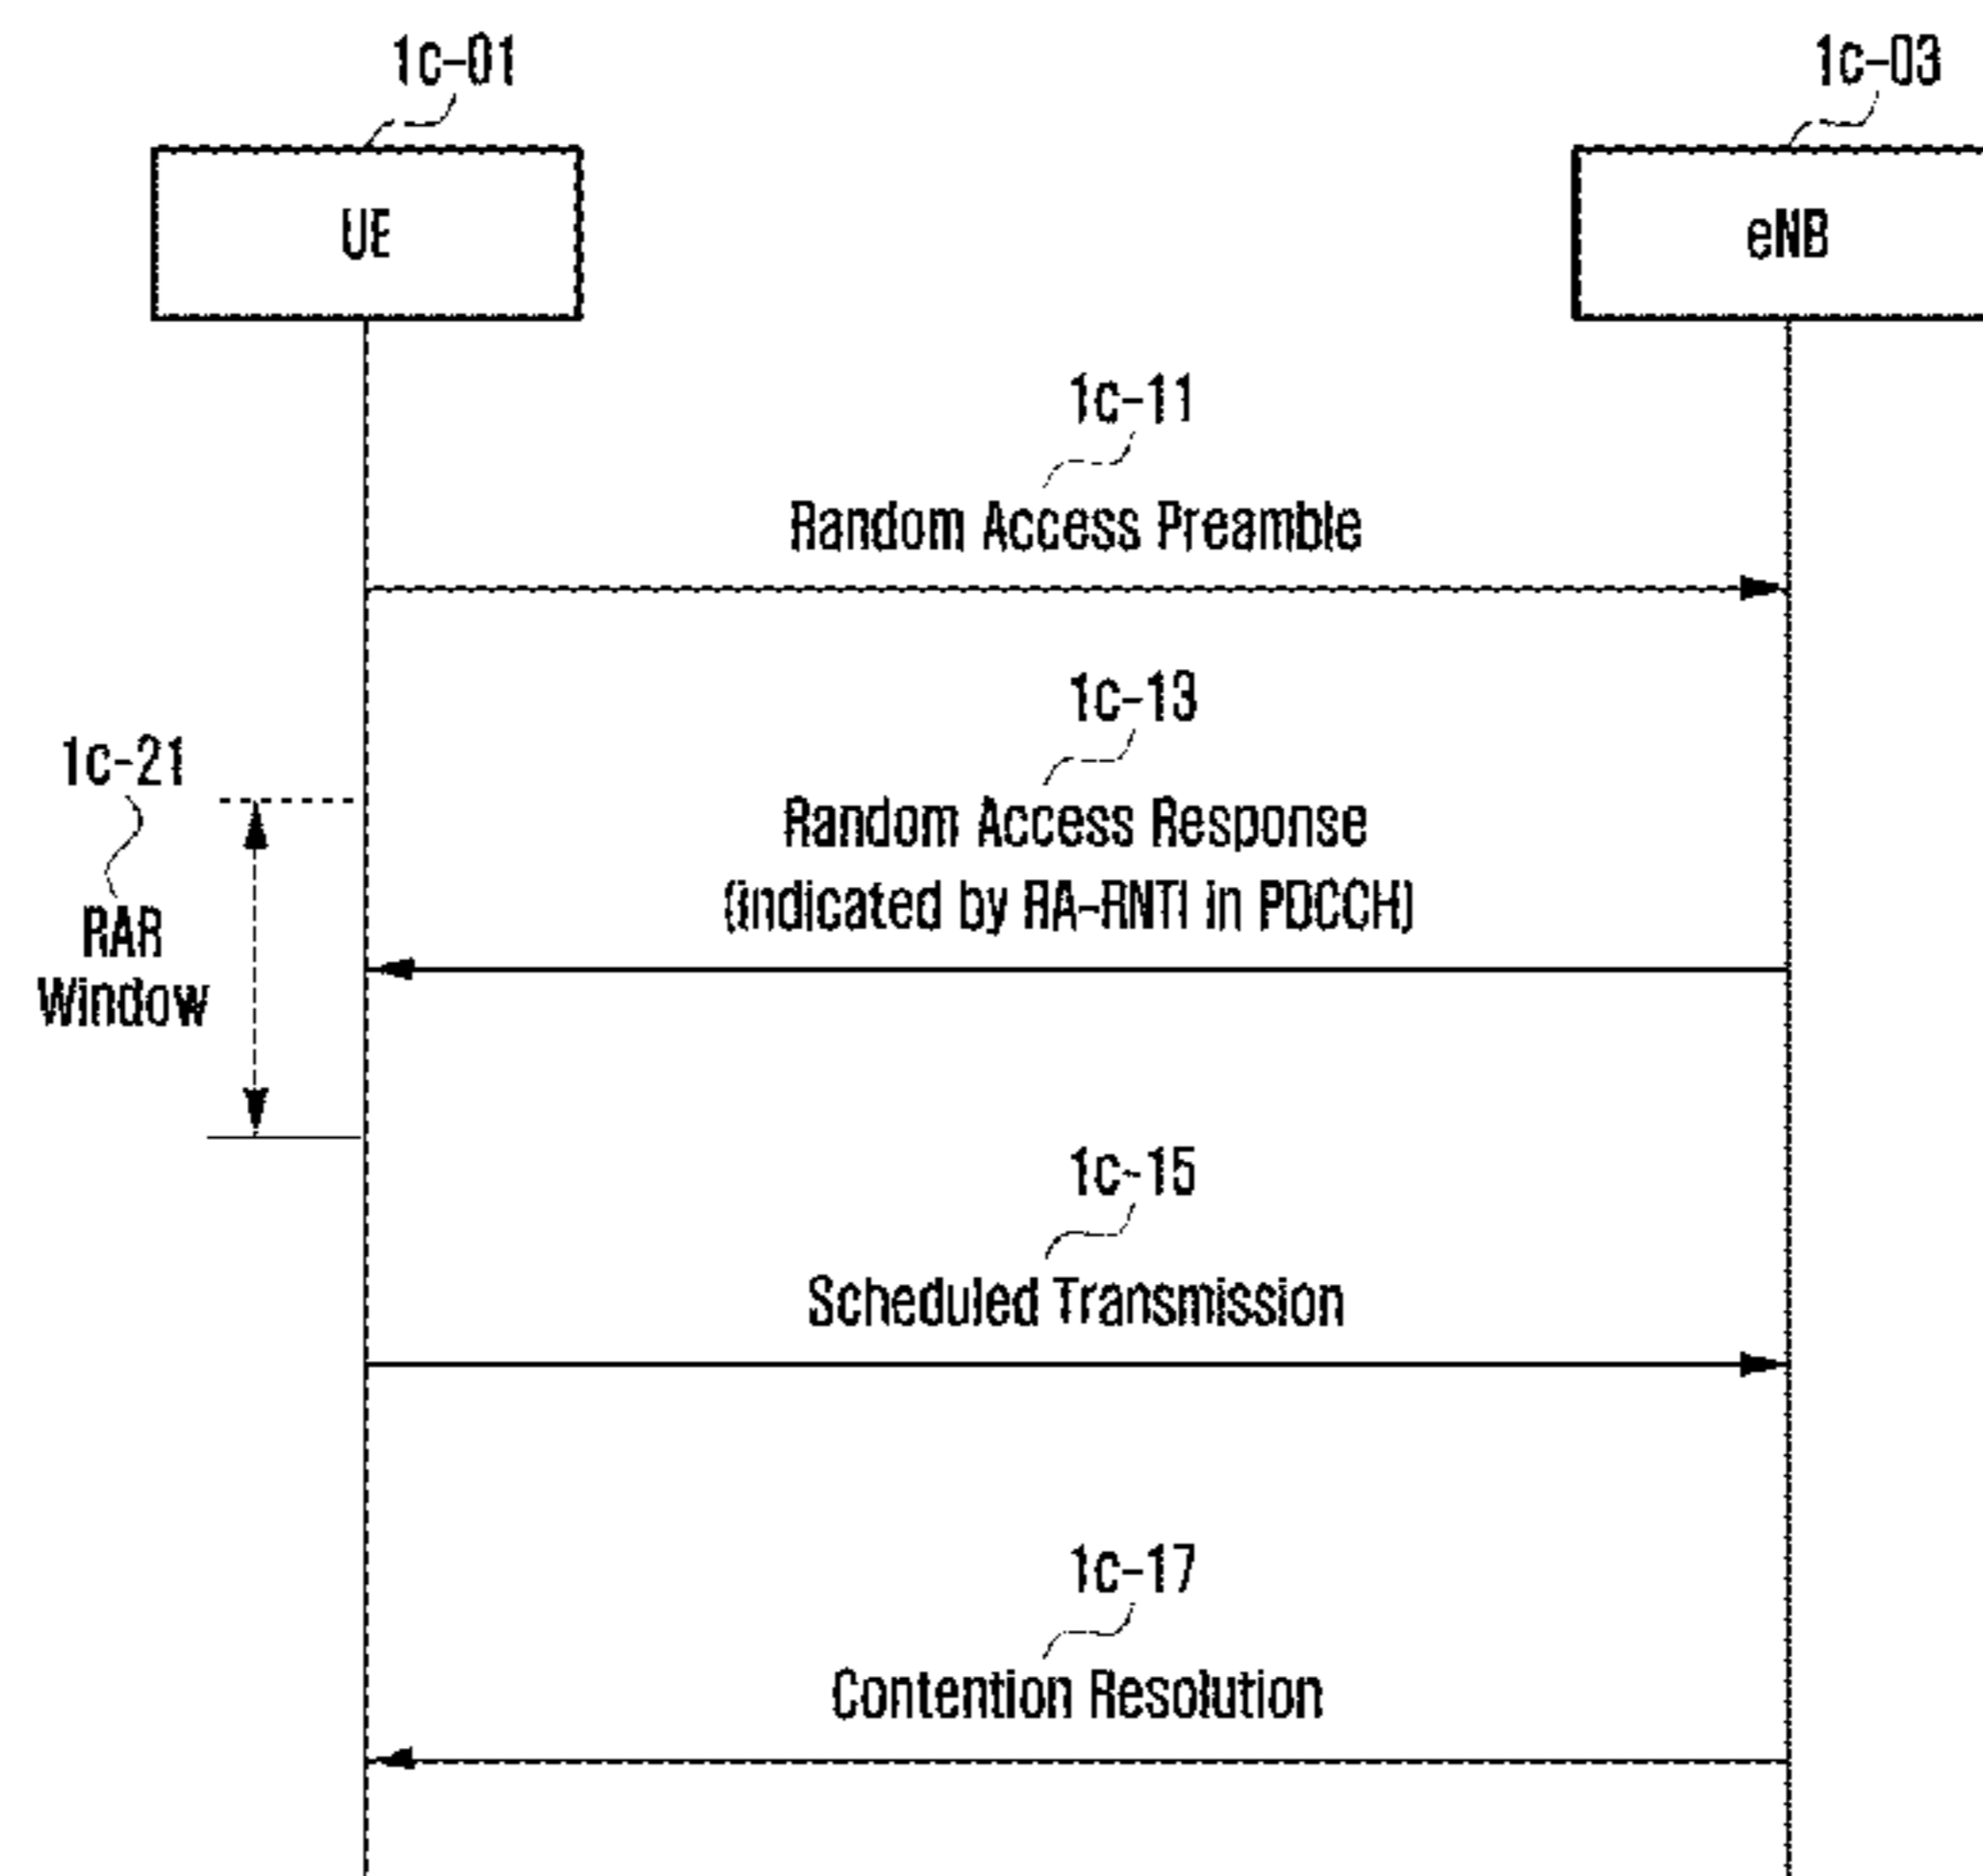 1c-01
1c-03
UE
eNB
1c-11
Random Access Preamble
1c-13
1c-21
Random Access Response
(indicated by RA-RNTI in PDCCH)
RAR
Window
1c-15
Scheduled Transmission
1c-17
Contention Resolution